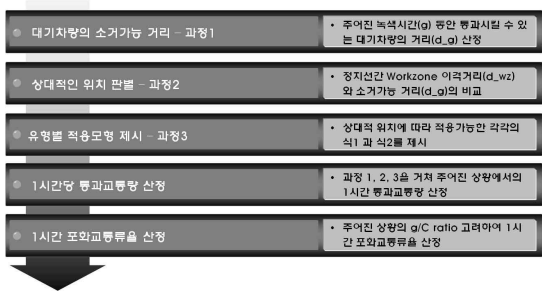 대기차량의 소거가능 거리 – 과정1
• 주어진 녹색시간(g) 동안 통과시킬 수 있
는 대기차량의 거리(d_g) 산정
상대적인 위치 판별 – 과정2
• 정지선간 Workzone 이격거리(d_wz)
와 소거가능 거리(d_g)의 비교
유형별 적용모형 제시 – 과정3
• 상대적 위치에 따라 적용가능한 각각의
식1 과 식2를 제시
1시간당 통과교통량 산정
• 과정 1, 2, 3을 거쳐 주어진 상황에서의
1시간 통과교통량 산정
1시간 포화교통류율 산정
• 주어진 상황의 g/C ratio 고려하여 1시
간 포화교통류율 산정